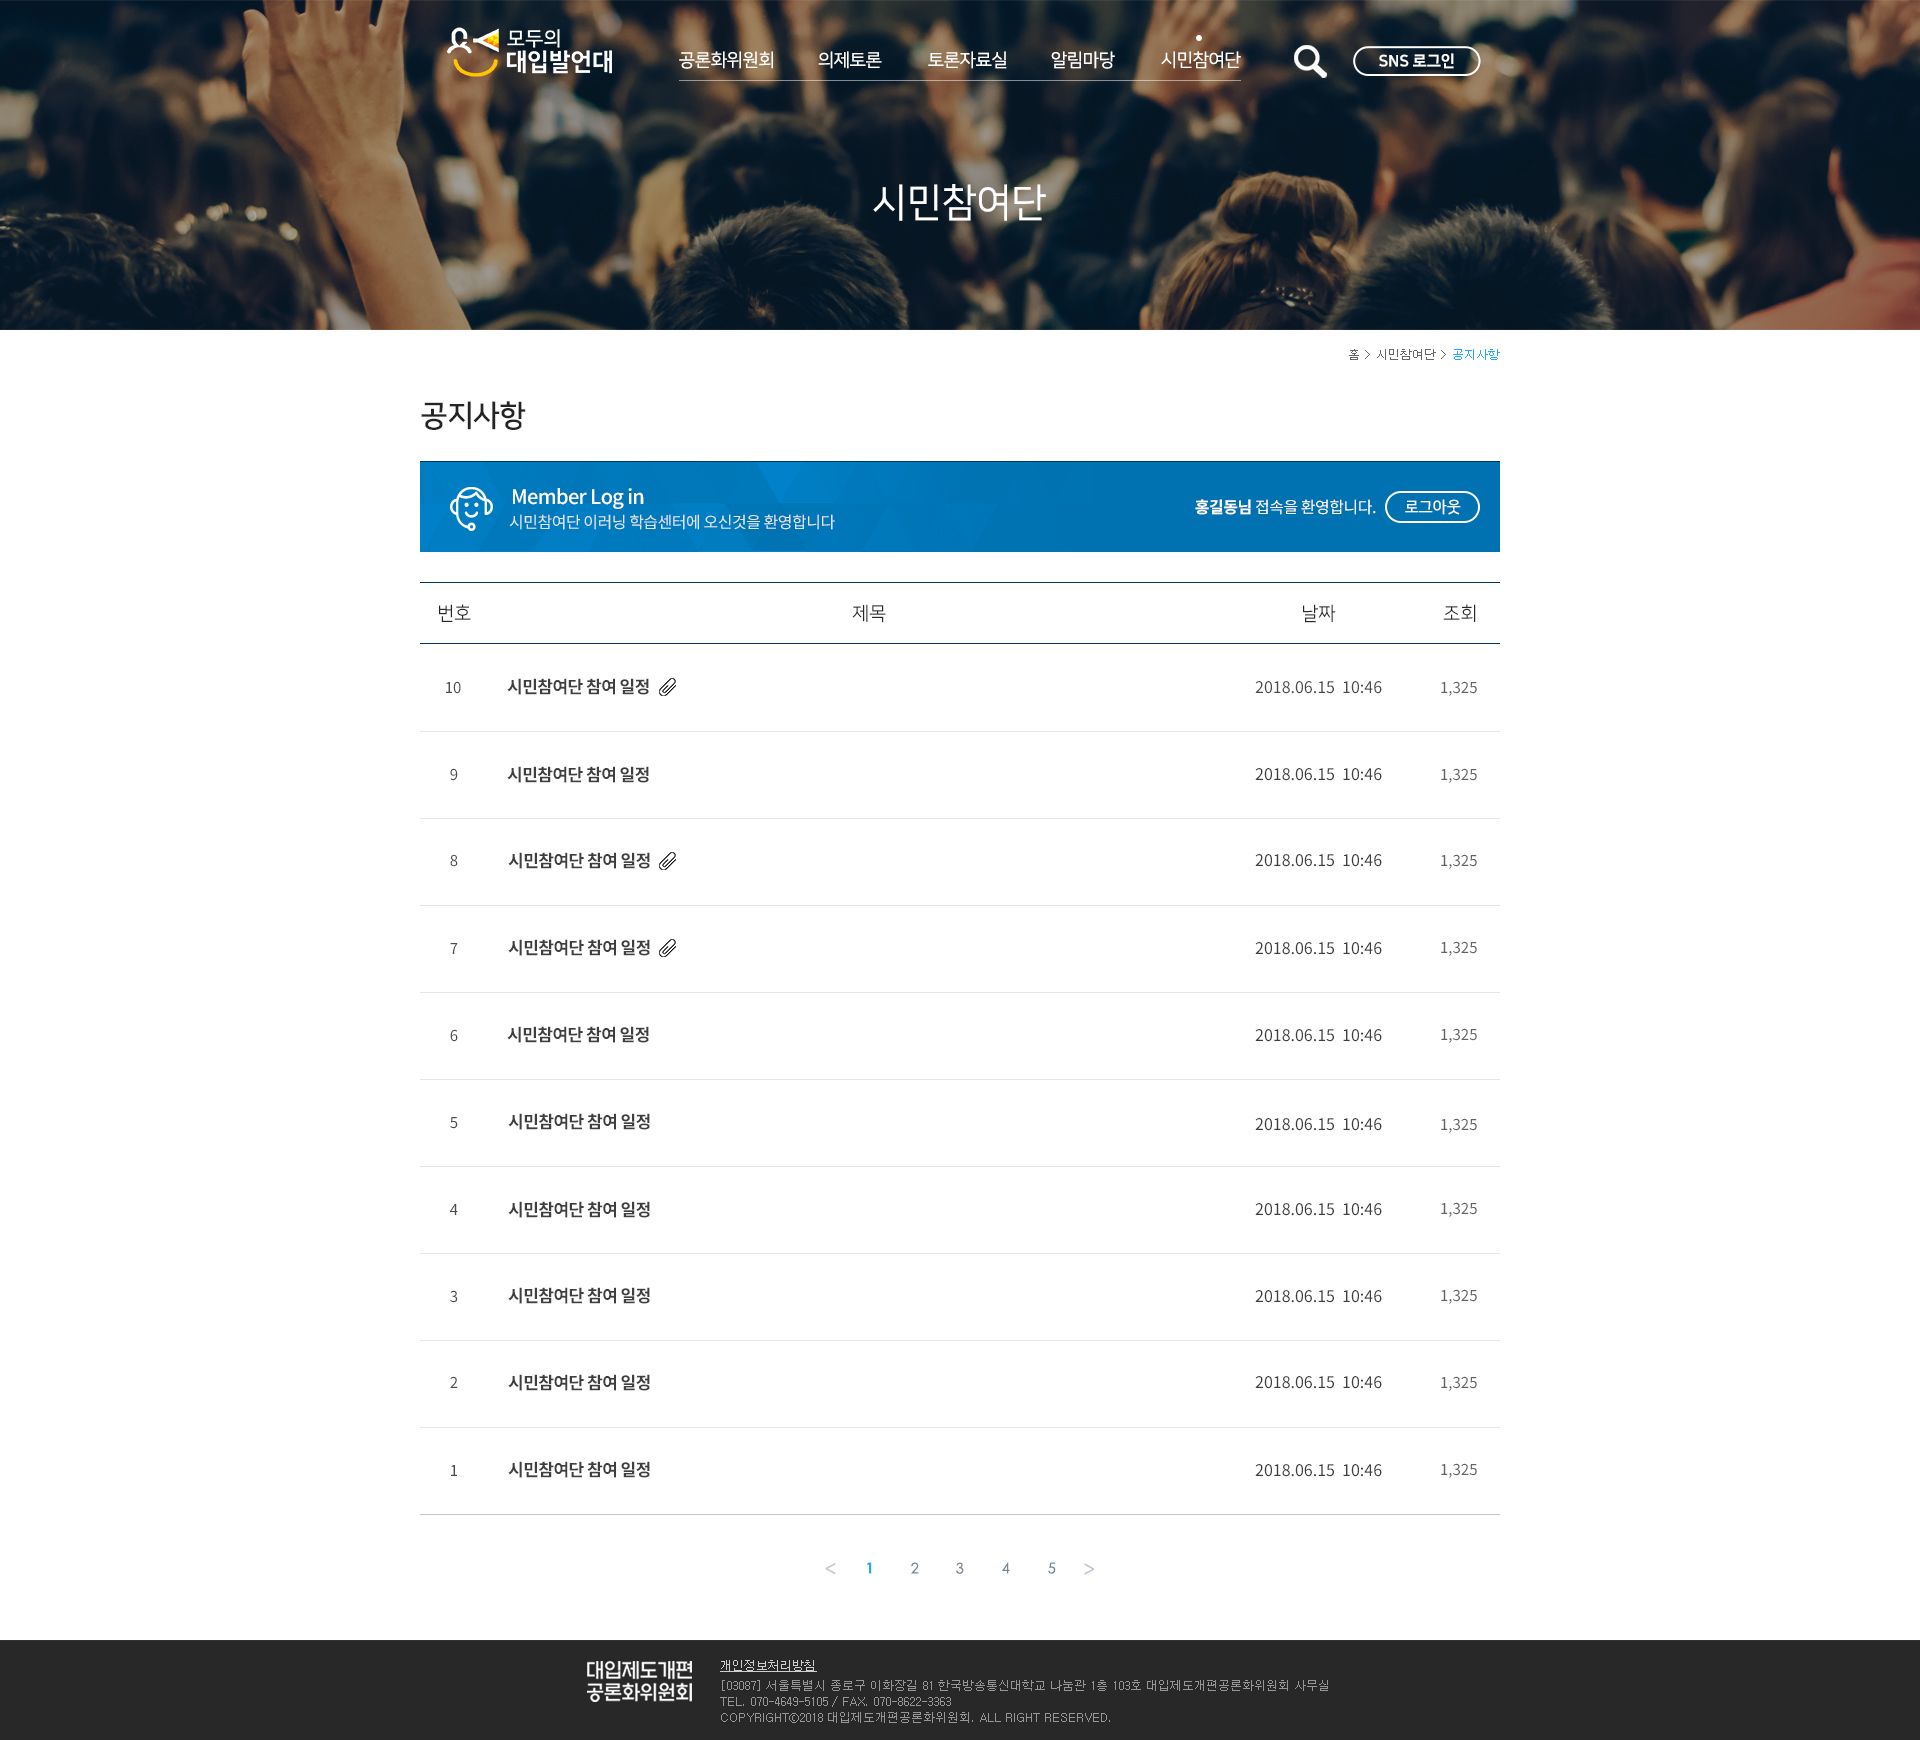 모두의
대입발언대
공론화위원회 의제토론 토론자료실 알림마당 시민참여단
SNS 로그인
시민참여단
홈 > 시민참여단 > 공지사항
공지사항
Member Log in
시민참여단 이러닝 학습센터에 오신것을 환영합니다
홍길동님 접속을 환영합니다. 로그아웃
번호 제목 날짜 조회
10 시민참여단 참여 일정 2018.06.15 10:46 1,325
9 시민참여단 참여 일정 2018.06.15 10:46 1,325
8 시민참여단 참여 일정 2018.06.15 10:46 1,325
7 시민참여단 참여 일정 2018.06.15 10:46 1,325
6 시민참여단 참여 일정 2018.06.15 10:46 1,325
5 시민참여단 참여 일정 2018.06.15 10:46 1,325
4 시민참여단 참여 일정 2018.06.15 10:46 1,325
3 시민참여단 참여 일정 2018.06.15 10:46 1,325
2 시민참여단 참여 일정 2018.06.15 10:46 1,325
1 시민참여단 참여 일정 2018.06.15 10:46 1,325
< 1 2 3 4 5 >
대입제도개편
공론화위원회
개인정보처리방침
[03087] 서울특별시 종로구 이화장길 81 한국방송통신대학교 나눔관 1층 103호 대입제도개편공론화위원회 사무실
TEL. 070-4649-5105 / FAX. 070-8622-3363
COPYRIGHT©2018 대입제도개편공론화위원회. ALL RIGHT RESERVED.